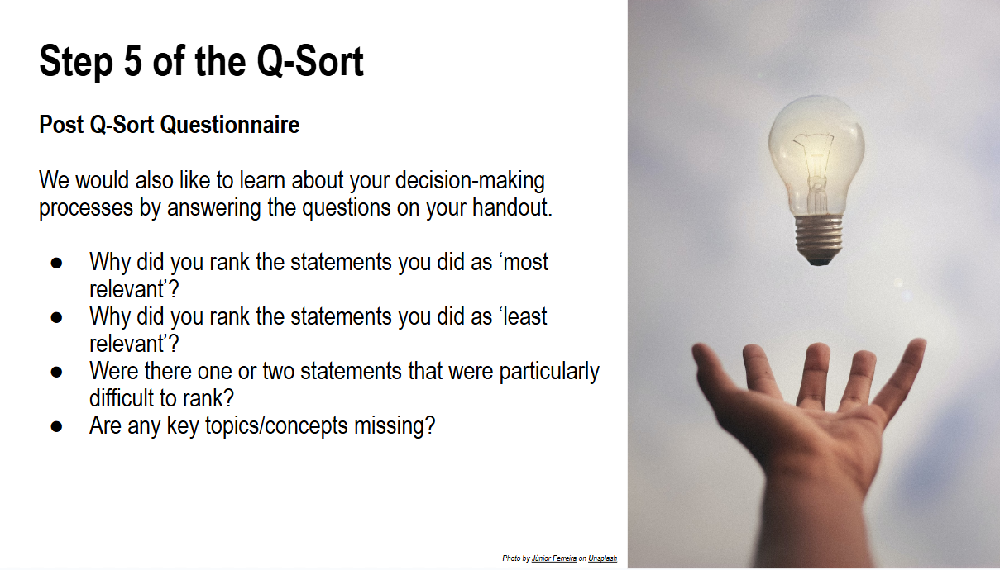 Step 5 of the Q-Sort
Post Q-Sort Questionnaire
We would also like to learn about your decision-making
processes by answering the questions on your handout.
● Why did you rank the statements you did as ‘most
relevant’?
● Why did you rank the statements you did as ‘least
relevant’?
● Were there one or two statements that were particularly
difficult to rank?
● Are any key topics/concepts missing?
Photo by Júnior Ferreira on Unsplash